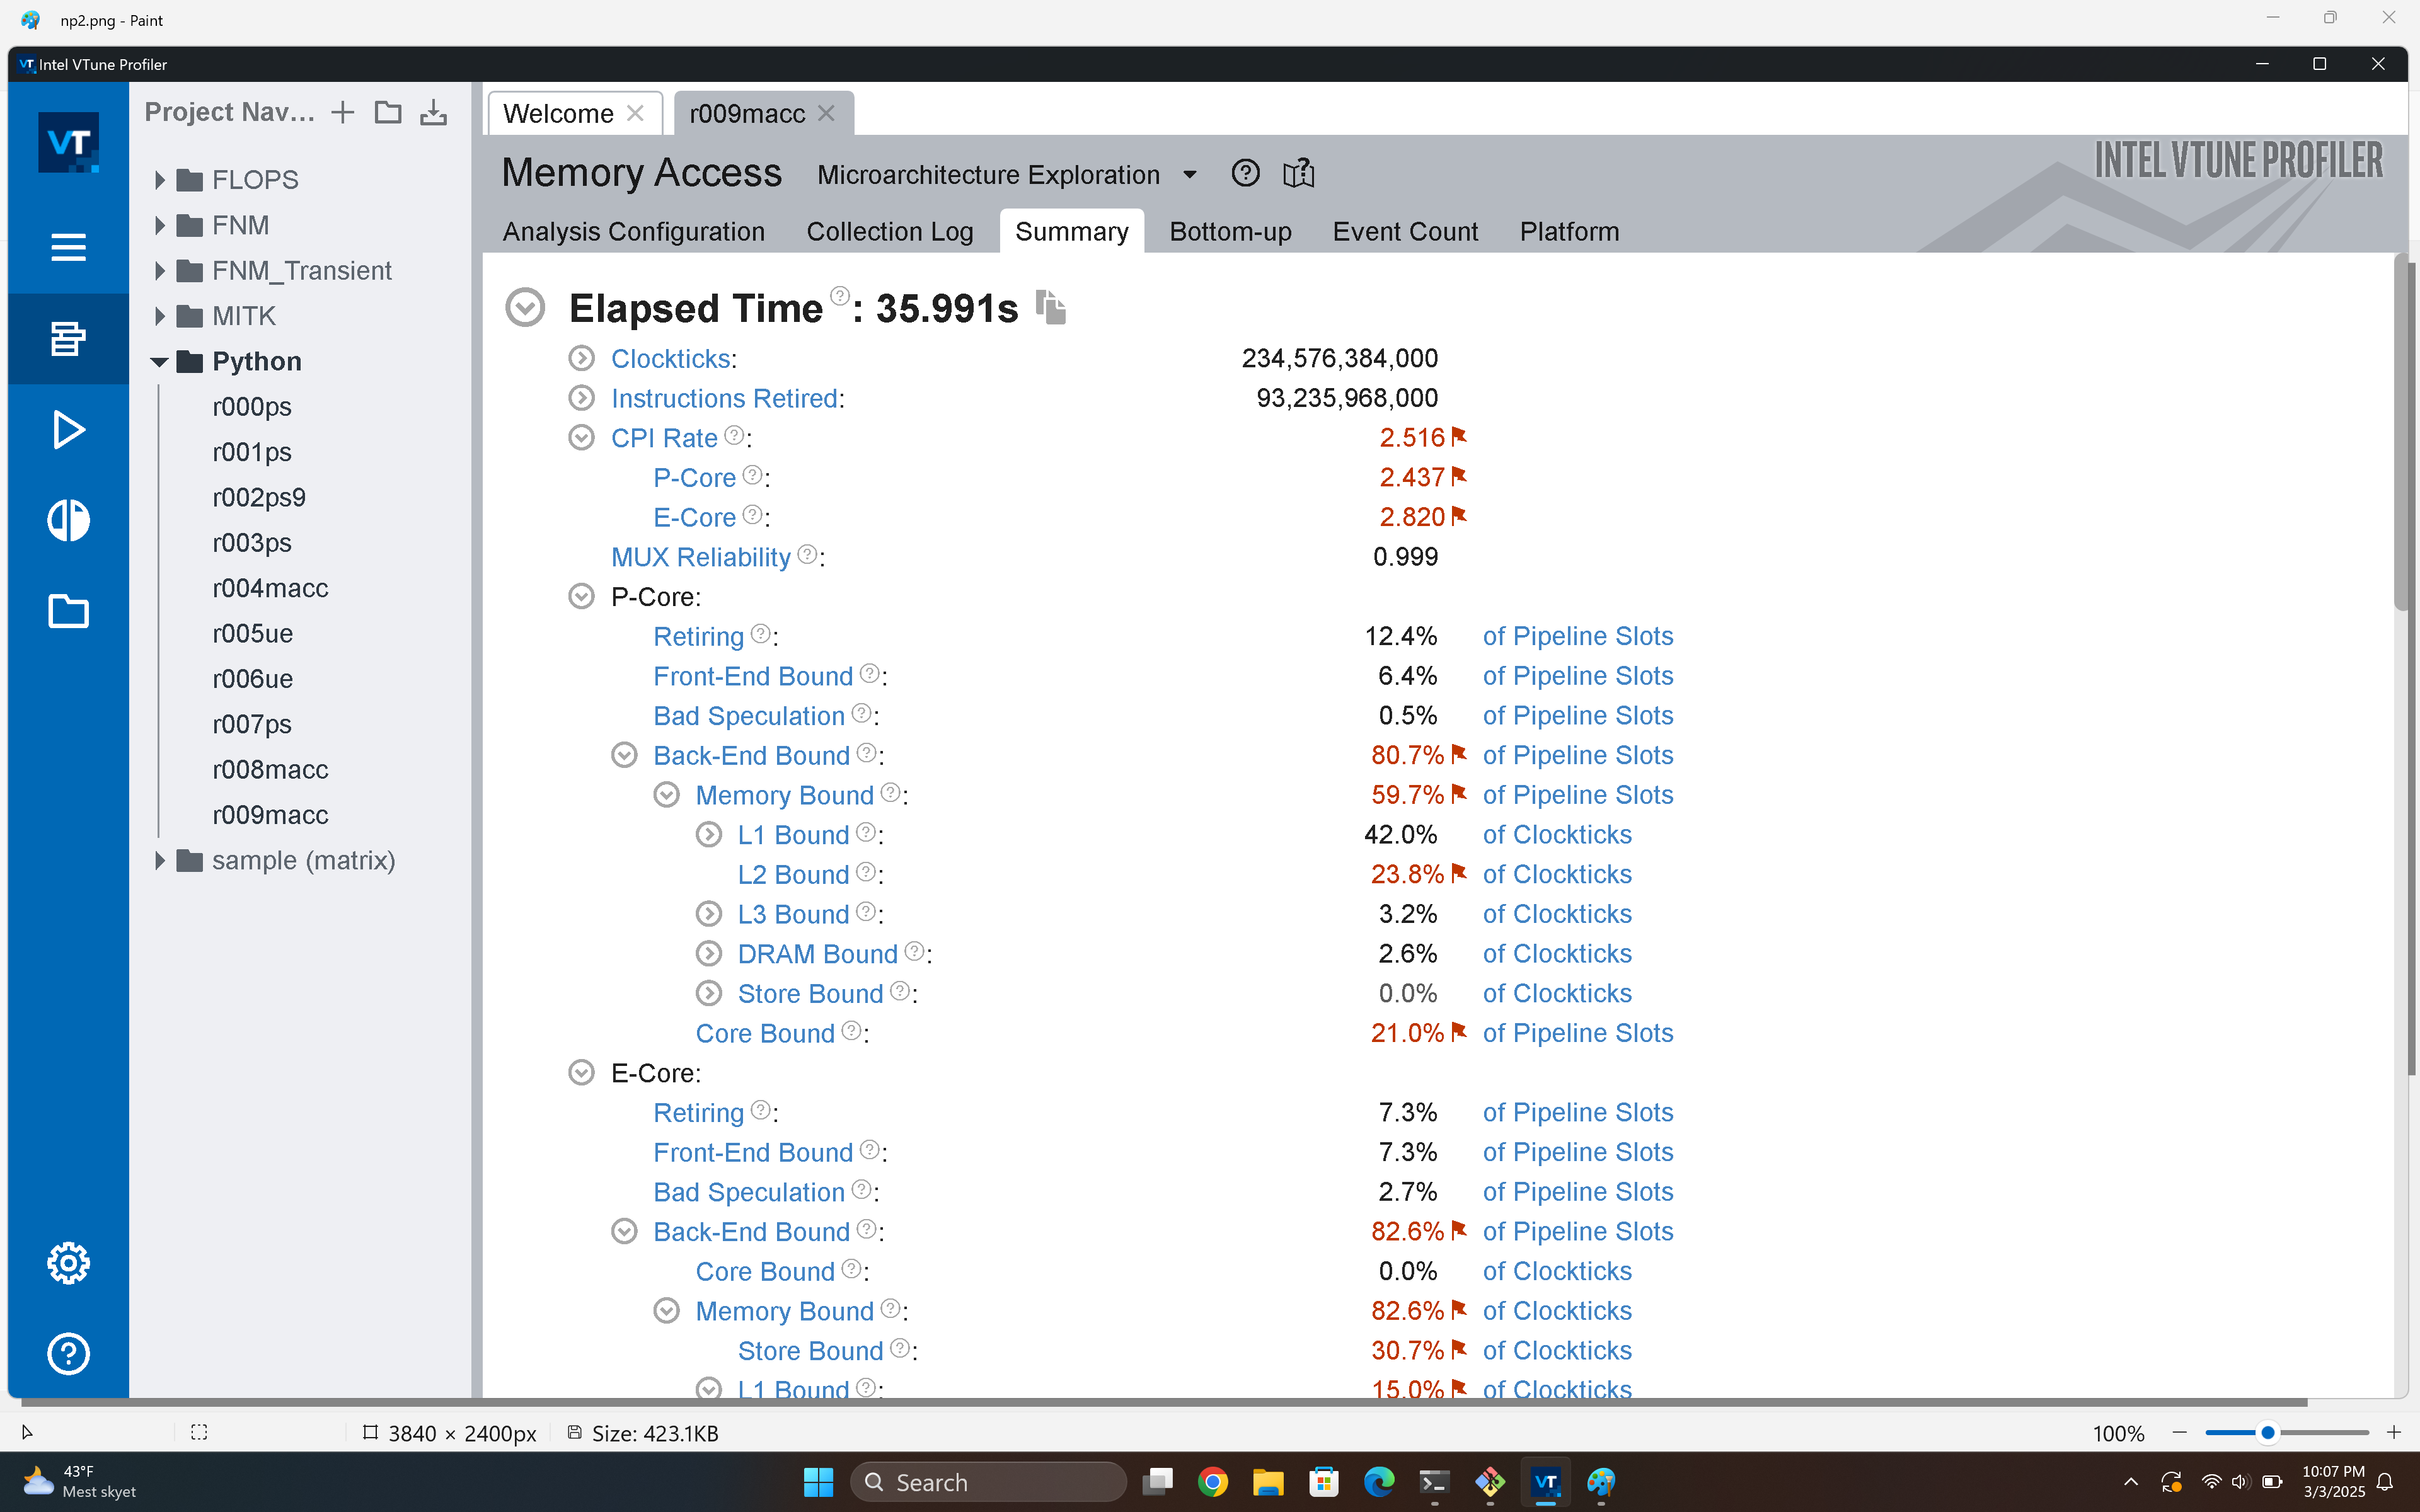 np2.png - Paint
VT Intel VTune Profiler
VT
Project Nav...
FLOPS
FNM
FNM_Transient
MITK
Python
r000ps
r001ps
r002ps9
r003ps
r004macc
r005ue
r006ue
r007ps
r008macc
r009macc
sample (matrix)
Welcome
r009macc
Memory Access Microarchitecture Exploration
INTEL VTUNE PROFILER
Analysis Configuration Collection Log Summary Bottom-up Event Count Platform
Elapsed Time: 35.991s
Clockticks: 234,576,384,000
Instructions Retired: 93,235,968,000
CPI Rate: 2.516
P-Core: 2.437
E-Core: 2.820
MUX Reliability: 0.999
P-Core:
Retiring: 12.4% of Pipeline Slots
Front-End Bound: 6.4% of Pipeline Slots
Bad Speculation: 0.5% of Pipeline Slots
Back-End Bound: 80.7% of Pipeline Slots
Memory Bound: 59.7% of Pipeline Slots
L1 Bound: 42.0% of Clockticks
L2 Bound: 23.8% of Clockticks
L3 Bound: 3.2% of Clockticks
DRAM Bound: 2.6% of Clockticks
Store Bound: 0.0% of Clockticks
Core Bound: 21.0% of Pipeline Slots
E-Core:
Retiring: 7.3% of Pipeline Slots
Front-End Bound: 7.3% of Pipeline Slots
Bad Speculation: 2.7% of Pipeline Slots
Back-End Bound: 82.6% of Pipeline Slots
Core Bound: 0.0% of Clockticks
Memory Bound: 82.6% of Clockticks
Store Bound: 30.7% of Clockticks
L1 Bound: 15.0% of Clockticks
3840 × 2400px Size: 423.1KB 100%
43°F
Mest skyet
Search
VT
10:07 PM
3/3/2025